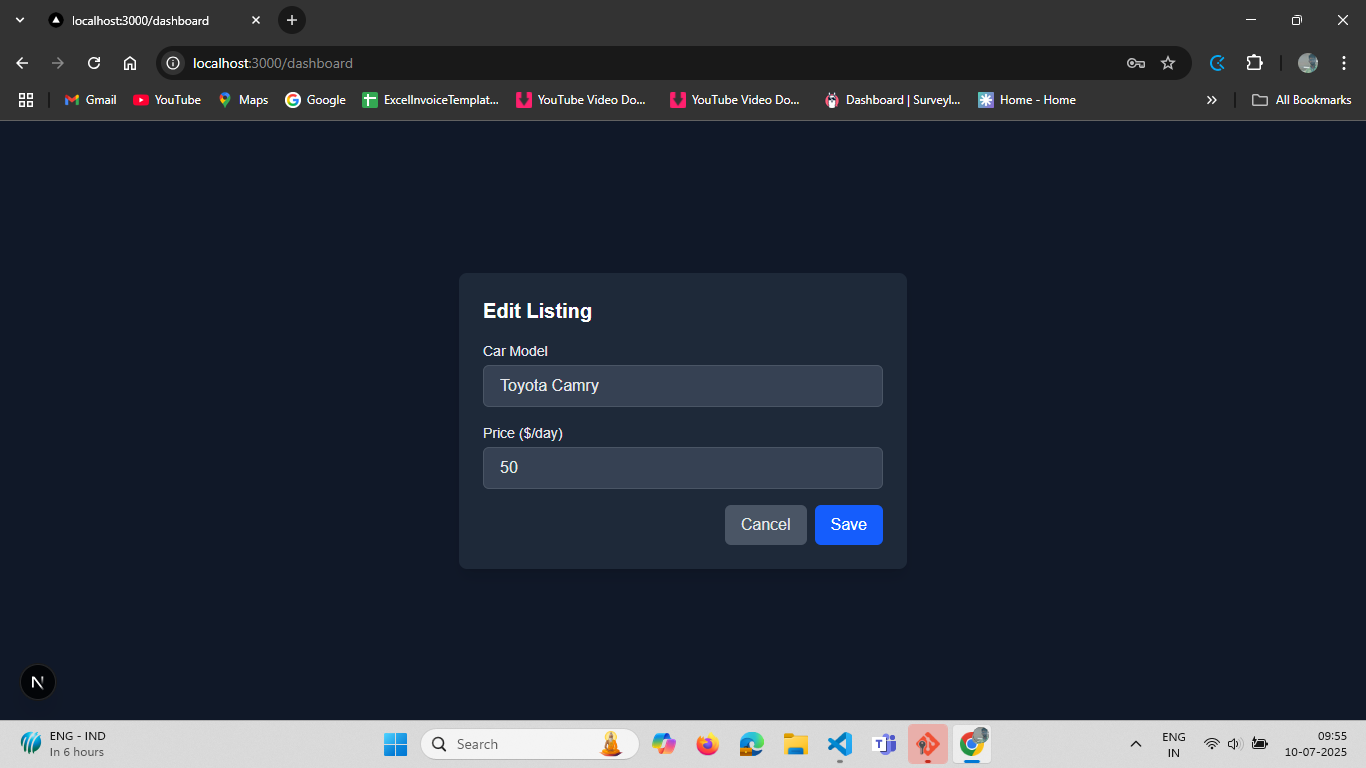 localhost:3000/dashboard
localhost:3000/dashboard
Gmail
YouTube
Maps
Google
ExcelInvoiceTemplat...
YouTube Video Do...
YouTube Video Do...
Dashboard | Surveyl...
Home - Home
All Bookmarks
Edit Listing
Car Model
Toyota Camry
Price ($/day)
50
Cancel Save
N
ENG - IND
In 6 hours
Search
ENG
IN
09:55
10-07-2025